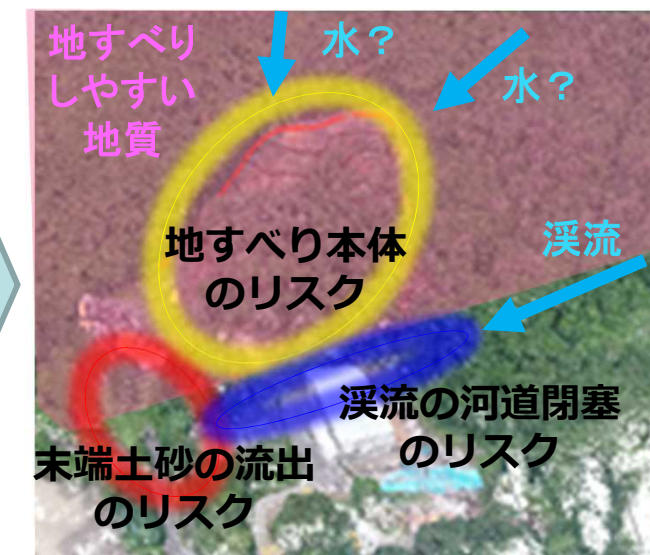 地すべり
しやすい
地質
水？
水？
地すべり本体
のリスク
渓流
渓流の河道閉塞
のリスク
末端土砂の流出
のリスク